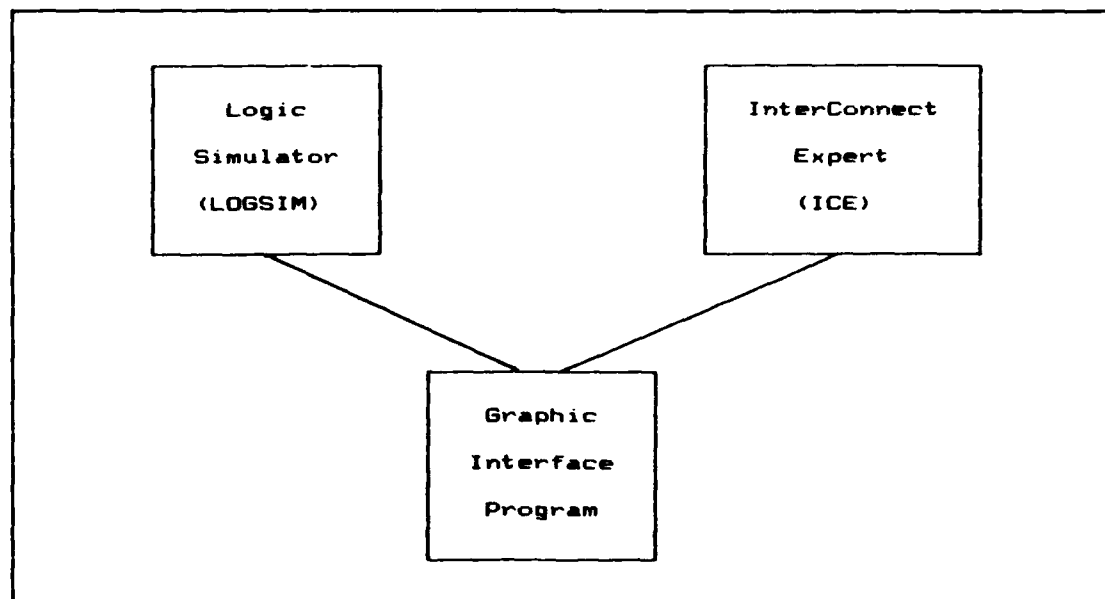 Logic
Simulator
(LOGSIM)
InterConnect
Expert
(ICE)
Graphic
Interface
Program